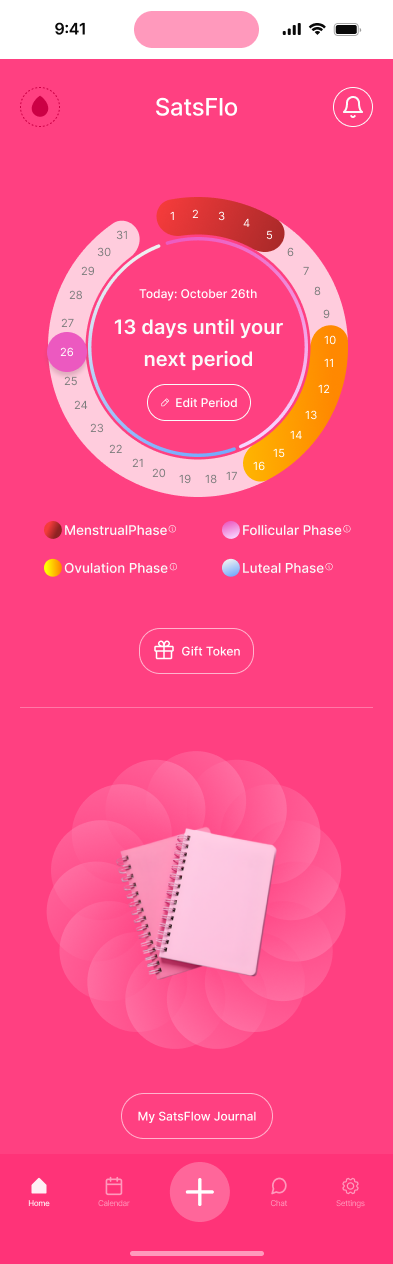 9:41
SatsFlo
1
2
3
4
5
6
7
8
9
10
11
12
13
14
15
16
17
18
19
20
21
22
23
24
25
26
27
28
29
30
31
Today: October 26th
13 days until your
next period
Edit Period
MenstrualPhase
Follicular Phase
Ovulation Phase
Luteal Phase
Gift Token
My SatsFlow Journal
Home
Calendar
Chat
Settings